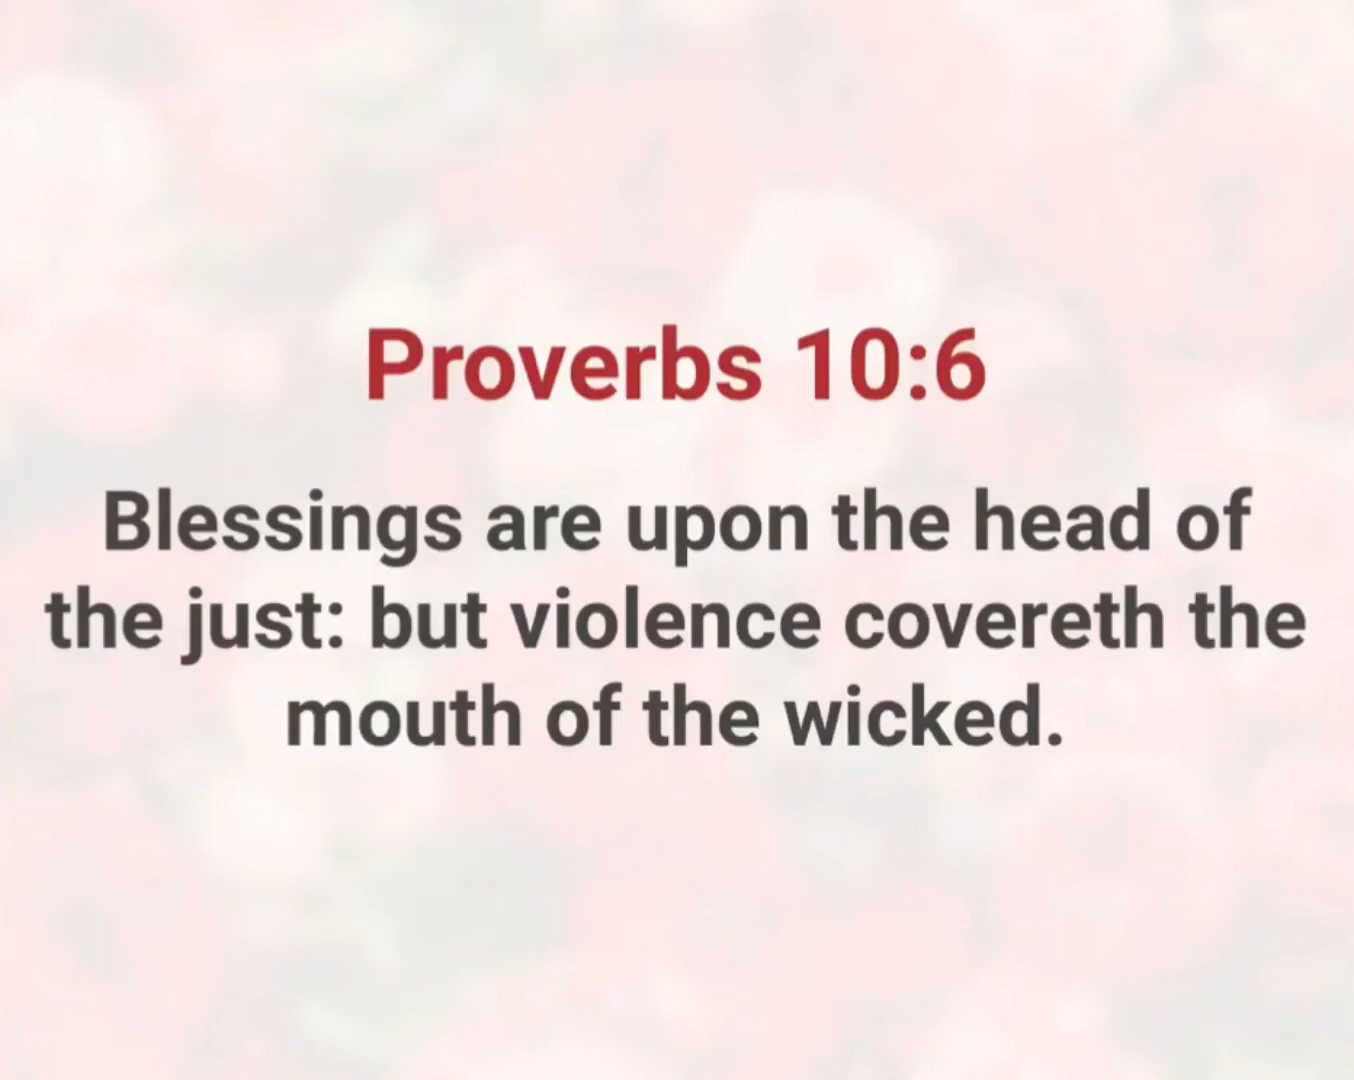 Proverbs 10:6
Blessings are upon the head of
the just: but violence covereth the
mouth of the wicked.